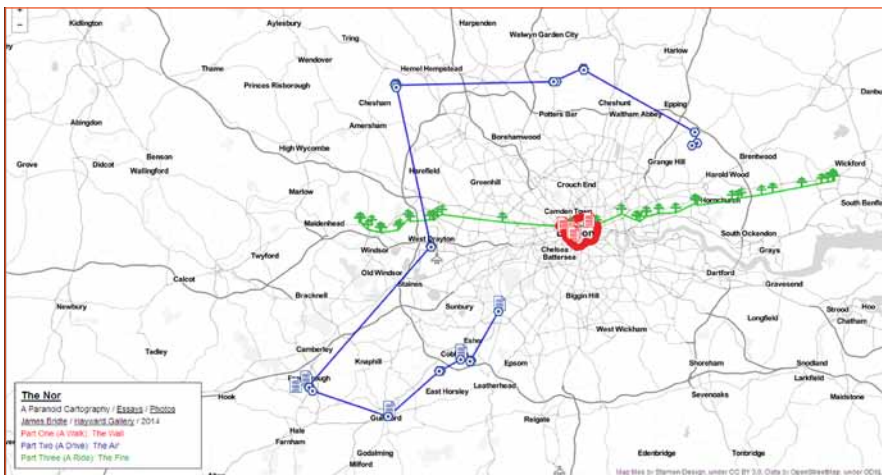 +
−
Kidlington
Aylesbury
Tring
Harpenden
Welwyn Garden City
Harlow
Wendover
Thame
Hemel Hempstead
Princes Risborough
Chesham
Cheshunt
Epping
Danbu
Amersham
Potters Bar
Waltham Abbey
Abingdon
Borehamwood
High Wycombe
Grove
Didcot
Benson
Wallingford
Harefield
Grange Hill
Brentwood
Wickford
Harold Wood
Marlow
Greenhill
Crouch End
Hornchurch
Camden Town
South Benfle
Maidenhead
West Drayton
South Ockendon
Windsor
Chelsea
Battersea
Grays
Twyford
Old Windsor
Dartford
Calcot
Staines
Gravesend
Bracknell
Sunbury
Biggin Hill
Strood
Hoo
Newbury
Longfield
Chatham
West Wickham
Esher
Camberley
Tadley
Knaphill
Epsom
Shoreham
Snodland
Leatherhead
Larkfield
East Horsley
Sevenoaks
Hook
Maidstone
Reigate
Hale
Farnham
Godalming
Milford
Edenbridge
Tonbridge
The Nor
A Paranoid Cartography / Essays / Photos
James Bridle / Hayward Gallery / 2014
Part One (A Walk): The Wall
Part Two (A Drive): The Air
Part Three (A Ride): The Fire
Map tiles by Stamen Design, under CC BY 3.0. Data by OpenStreetMap, under ODbL